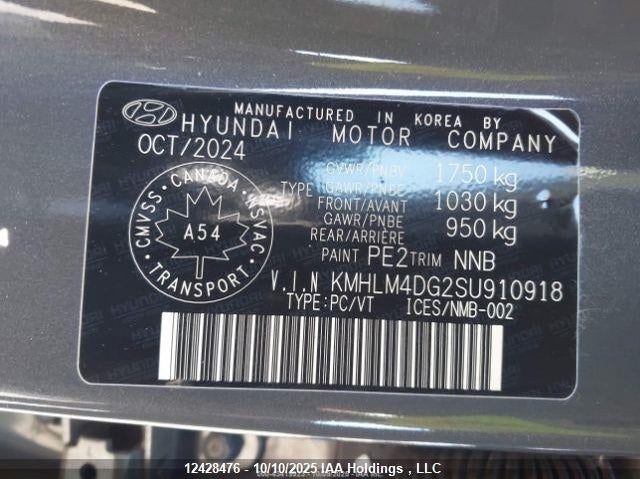 MANUFACTURED IN KOREA BY
HYUNDAI MOTOR COMPANY
OCT/2024
GVWR/PNBV 1750 kg
TYPE GAWR/PNBE
FRONT/AVANT 1030 kg
GAWR/PNBE
REAR/ARRIÈRE 950 kg
PAINT PE2 TRIM NNB
CANADA
CMVSS SVAC
A54
TRANSPORT
V.I.N KMHLM4DG2SU910918
TYPE:PC/VT ICES/NMB-002
12428476 - 10/10/2025 IAA Holdings , LLC